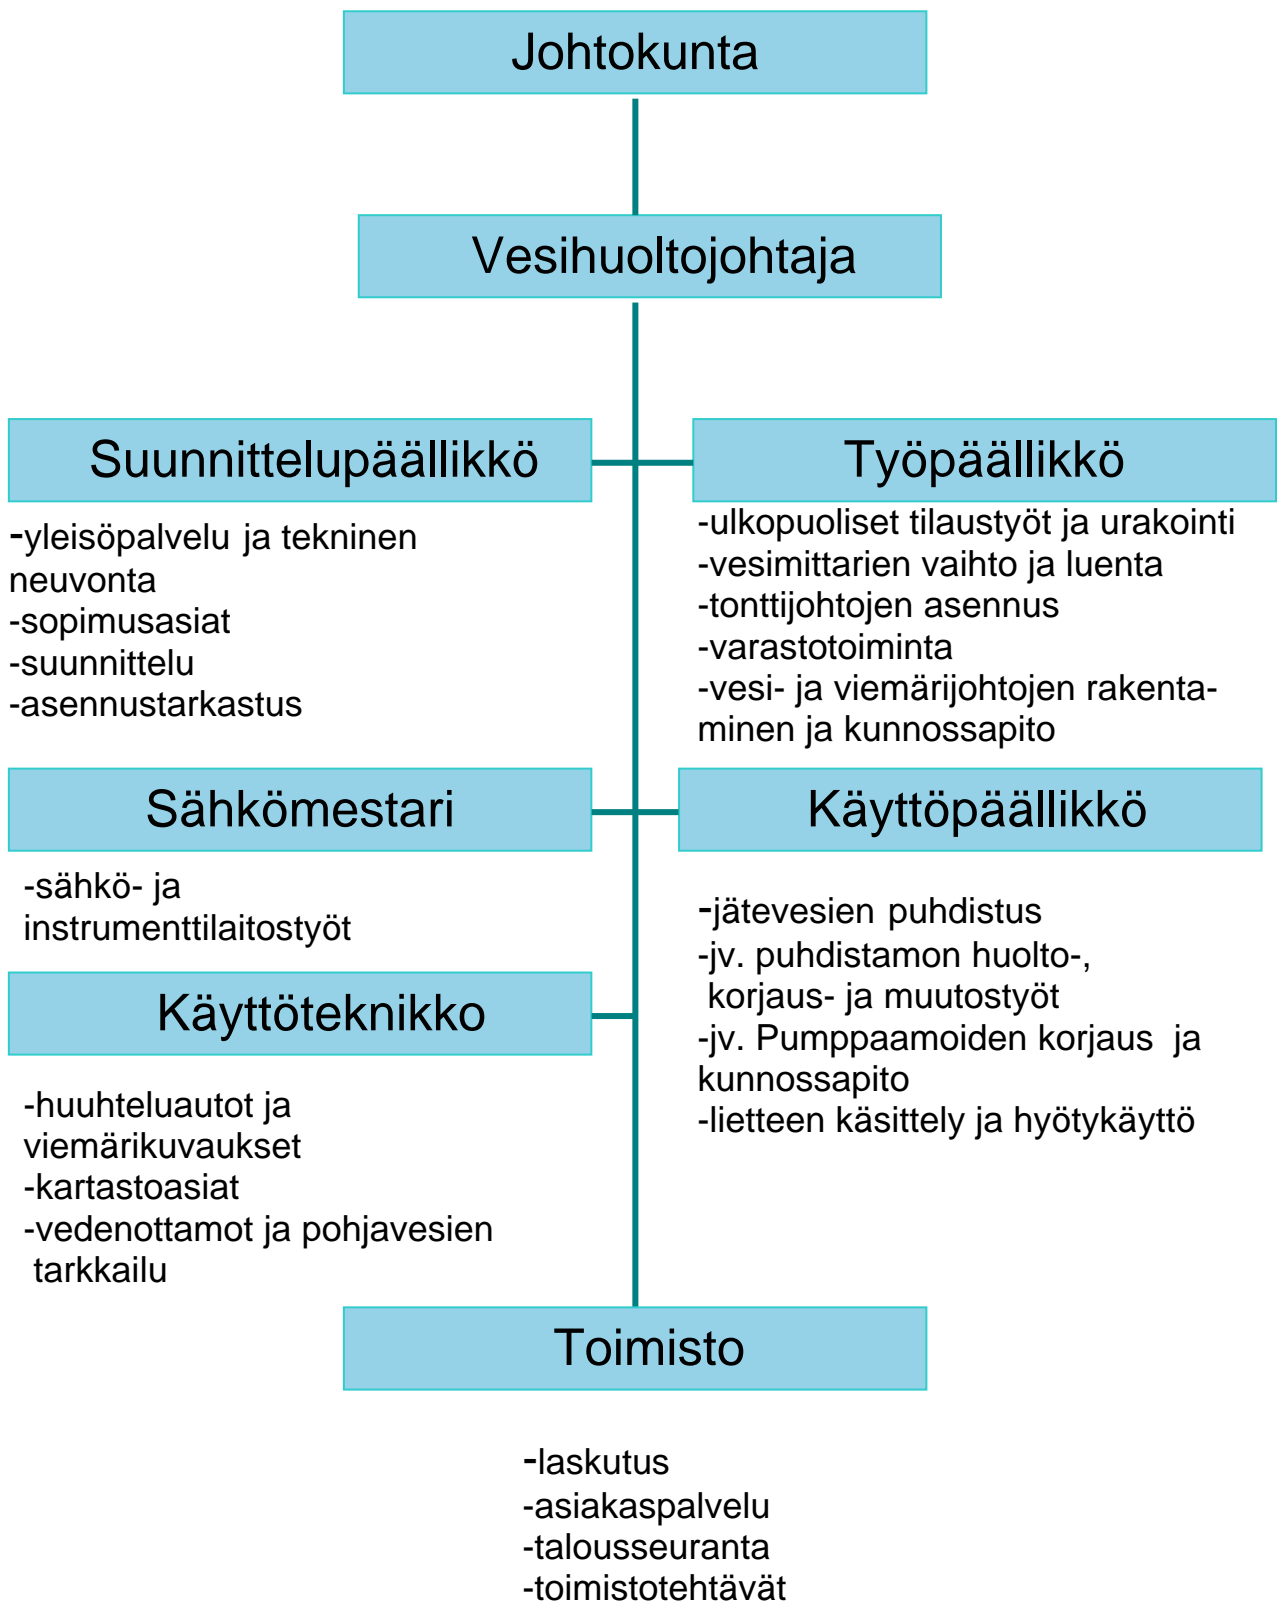 Johtokunta
Vesihuoltojohtaja
Suunnittelupäällikkö
-yleisöpalvelu ja tekninen
neuvonta
-sopimusasiat
-suunnittelu
-asennustarkastus
Työpäällikkö
-ulkopuoliset tilaustyöt ja urakointi
-vesimittarien vaihto ja luenta
-tonttijohtojen asennus
-varastotoiminta
-vesi- ja viemärijohtojen rakenta-
minen ja kunnossapito
Sähkömestari
-sähkö- ja
instrumenttilaitostyöt
Käyttöpäällikkö
-jätevesien puhdistus
-jv. puhdistamon huolto-,
korjaus- ja muutostyöt
-jv. Pumppaamoiden korjaus ja
kunnossapito
-lietteen käsittely ja hyötykäyttö
Käyttöteknikko
-huuhteluautot ja
viemärikuvaukset
-kartastoasiat
-vedenottamot ja pohjavesien
tarkkailu
Toimisto
-laskutus
-asiakaspalvelu
-talousseuranta
-toimistotehtävät